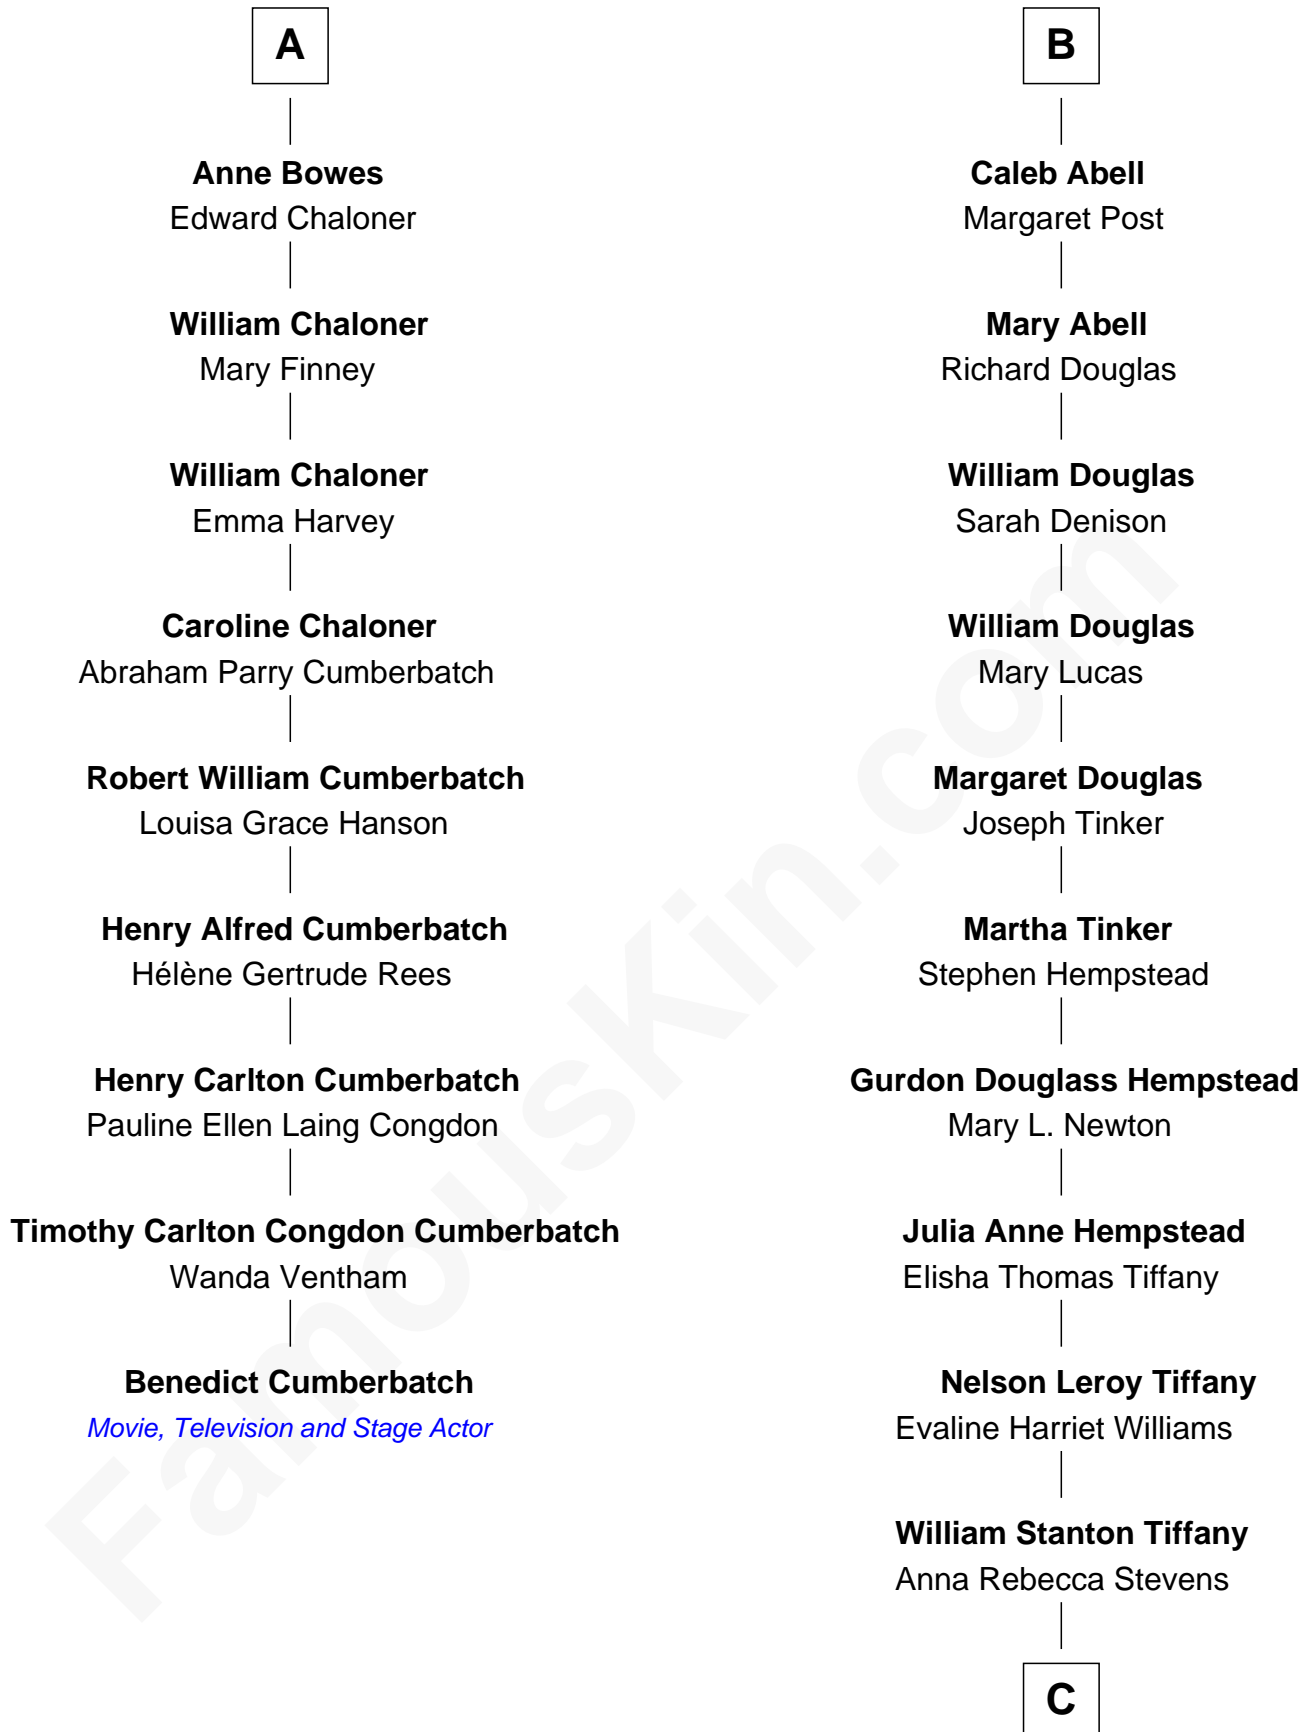 A
Anne Bowes
Edward Chaloner
William Chaloner
Mary Finney
William Chaloner
Emma Harvey
Caroline Chaloner
Abraham Parry Cumberbatch
Robert William Cumberbatch
Louisa Grace Hanson
Henry Alfred Cumberbatch
Hélène Gertrude Rees
Henry Carlton Cumberbatch
Pauline Ellen Laing Congdon
Timothy Carlton Congdon Cumberbatch
Wanda Ventham
Benedict Cumberbatch
Movie, Television and Stage Actor
B
Caleb Abell
Margaret Post
Mary Abell
Richard Douglas
William Douglas
Sarah Denison
William Douglas
Mary Lucas
Margaret Douglas
Joseph Tinker
Martha Tinker
Stephen Hempstead
Gurdon Douglass Hempstead
Mary L. Newton
Julia Anne Hempstead
Elisha Thomas Tiffany
Nelson Leroy Tiffany
Evaline Harriet Williams
William Stanton Tiffany
Anna Rebecca Stevens
C
FamousKin.com